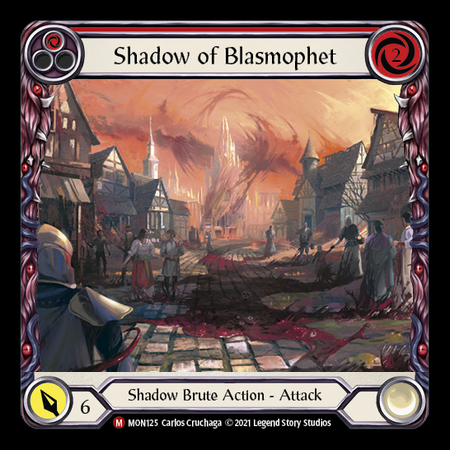 Shadow of Blasmophet
2
Shadow Brute Action - Attack
6
M MON125 Carlos Cruchaga © 2021 Legend Story Studios